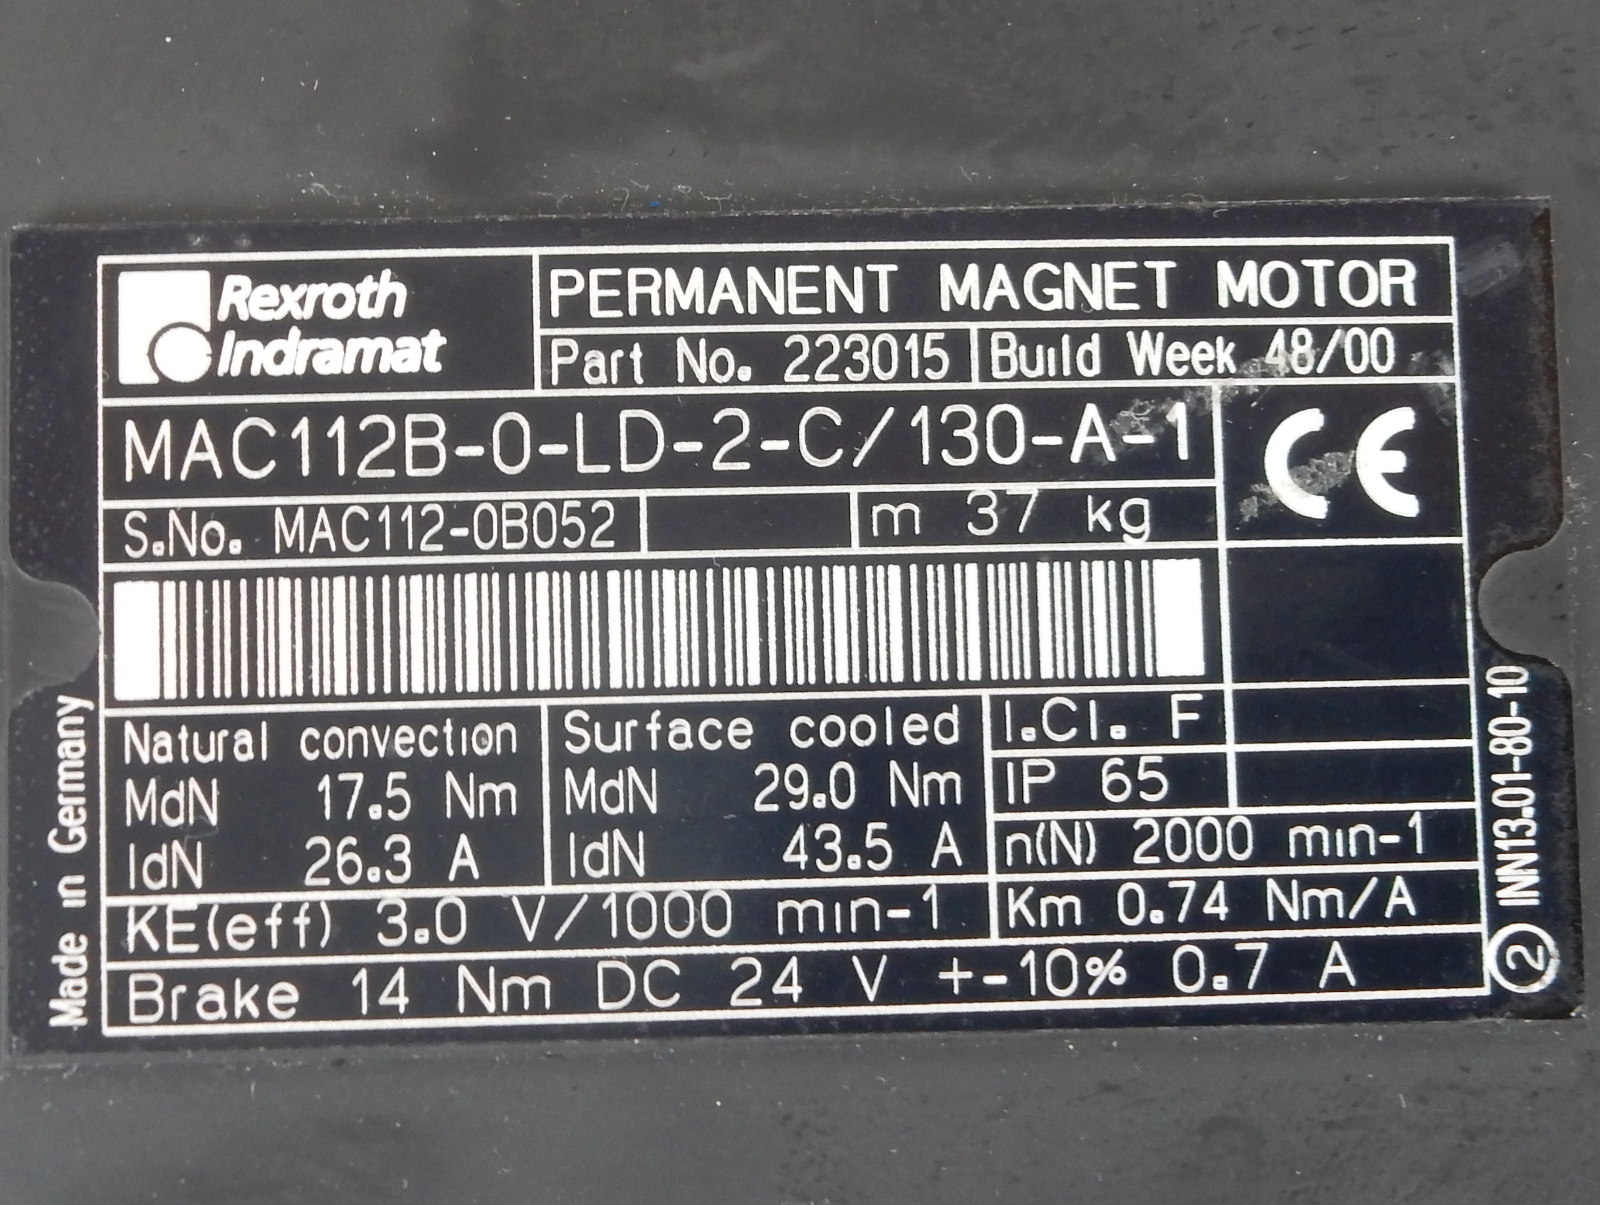 Rexroth
Indramat
PERMANENT MAGNET MOTOR
Part No. 223015
Build Week 48/00
MAC112B-0-LD-2-C/130-A-1
CE
S.No. MAC112-0B052
m 37 kg
Natural convection
MdN 17.5 Nm
IdN 26.3 A
Surface cooled
MdN 29.0 Nm
IdN 43.5 A
I.Cl. F
IP 65
n(N) 2000 min-1
KE(eff) 3.0 V/1000 min-1
Km 0.74 Nm/A
Brake 14 Nm DC 24 V +-10% 0.7 A
Made in Germany
2 INN13.01-80-10